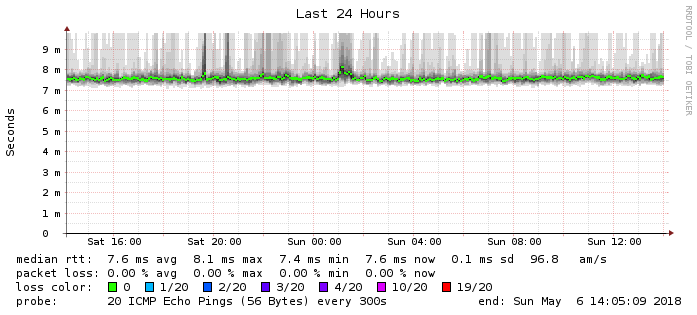 Last 24 Hours
RRDTOOL / TOBI OETIKER
Seconds
9 m
8 m
7 m
6 m
5 m
4 m
3 m
2 m
1 m
0
Sat 16:00 Sat 20:00 Sun 00:00 Sun 04:00 Sun 08:00 Sun 12:00
median rtt: 7.6 ms avg 8.1 ms max 7.4 ms min 7.6 ms now 0.1 ms sd 96.8 am/s
packet loss: 0.00 % avg 0.00 % max 0.00 % min 0.00 % now
loss color: 0 1/20 2/20 3/20 4/20 10/20 19/20
probe: 20 ICMP Echo Pings (56 Bytes) every 300s end: Sun May 6 14:05:09 2018